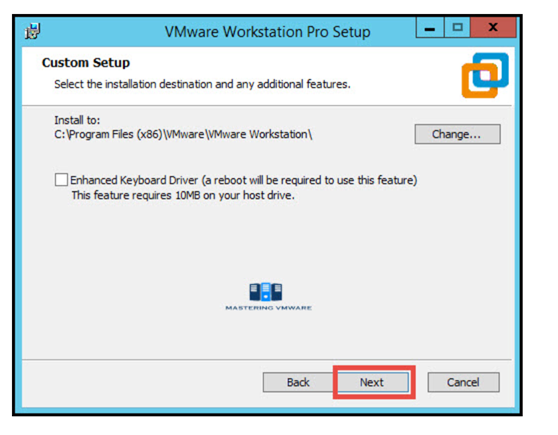 VMware Workstation Pro Setup
Custom Setup
Select the installation destination and any additional features.
Install to:
C:\Program Files (x86)\VMware\VMware Workstation\
Change...
Enhanced Keyboard Driver (a reboot will be required to use this feature)
This feature requires 10MB on your host drive.
MASTERING VMWARE
Back
Next
Cancel